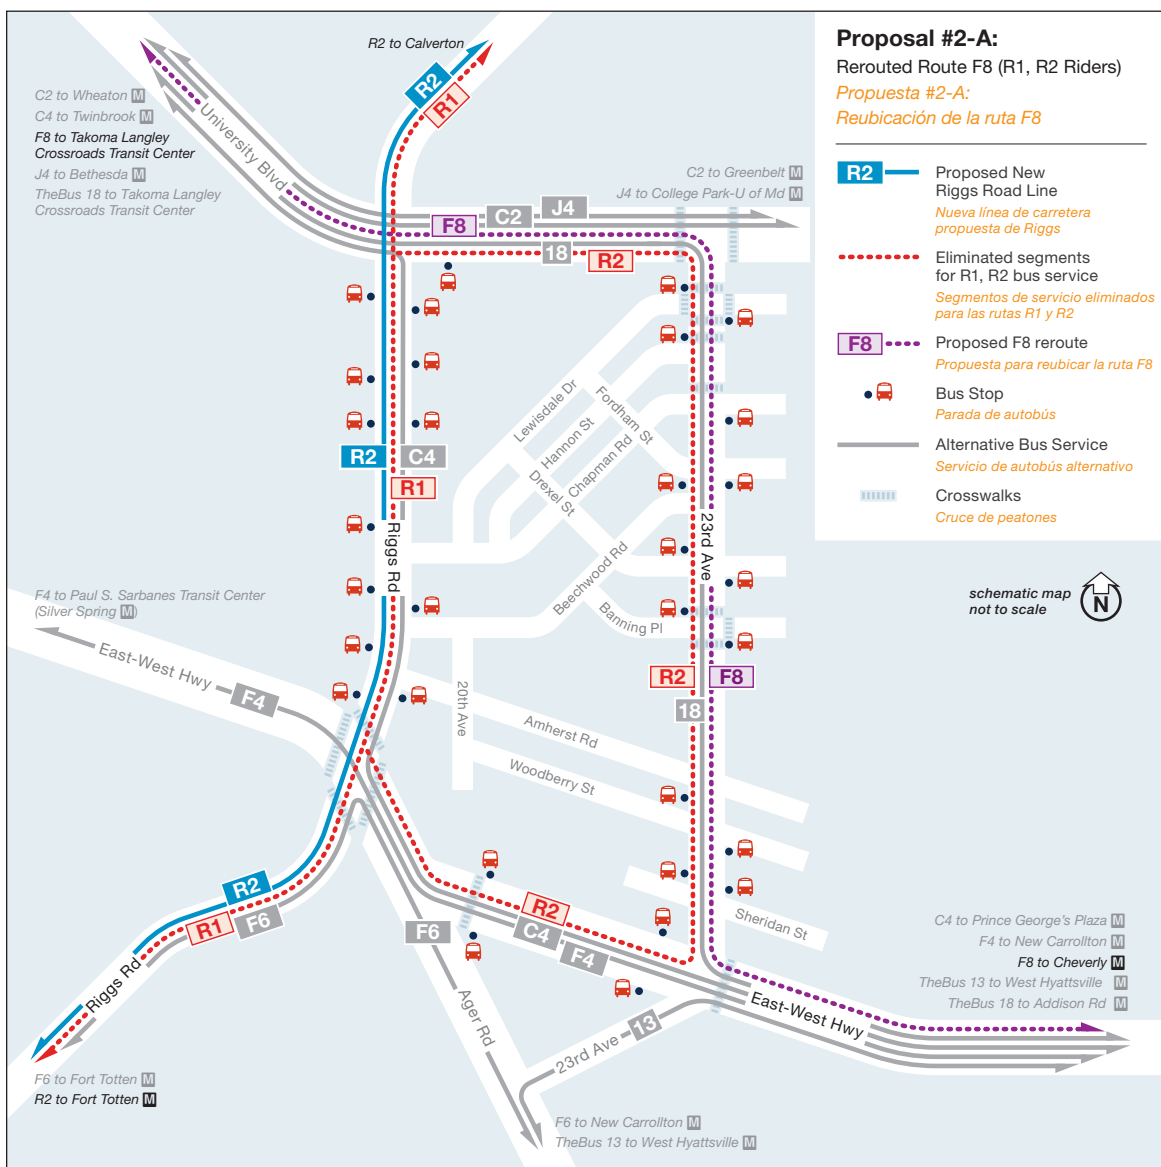 Proposal #2-A:
Rerouted Route F8 (R1, R2 Riders)
Propuesta #2-A:
Reubicación de la ruta F8
R2
Proposed New
Riggs Road Line
Nueva línea de carretera
propuesta de Riggs
Eliminated segments
for R1, R2 bus service
Segmentos de servicio eliminados
para las rutas R1 y R2
F8
Proposed F8 reroute
Propuesta para reubicar la ruta F8
Bus Stop
Parada de autobús
Alternative Bus Service
Servicio de autobús alternativo
Crosswalks
Cruce de peatones
schematic map
not to scale
N
R2 to Calverton
R2
R1
C2 to Wheaton M
C4 to Twinbrook M
F8 to Takoma Langley
Crossroads Transit Center
J4 to Bethesda M
TheBus 18 to Takoma Langley
Crossroads Transit Center
University Blvd
C2 to Greenbelt M
J4 to College Park-U of Md M
F8
C2
J4
18
R2
Lewisdale Dr
Hannon St
Fordham St
Chapman Rd
Drexel St
R2
C4
R1
Riggs Rd
23rd Ave
Beechwood Rd
Banning Pl
F4 to Paul S. Sarbanes Transit Center
(Silver Spring M)
East-West Hwy
F4
20th Ave
R2
F8
18
Amherst Rd
Woodberry St
Sheridan St
R2
R1
F6
F6
R2
C4
F4
Riggs Rd
Ager Rd
23rd Ave
13
East-West Hwy
C4 to Prince George's Plaza M
F4 to New Carrollton M
F8 to Cheverly M
TheBus 13 to West Hyattsville M
TheBus 18 to Addison Rd M
F6 to Fort Totten M
R2 to Fort Totten M
F6 to New Carrollton M
TheBus 13 to West Hyattsville M